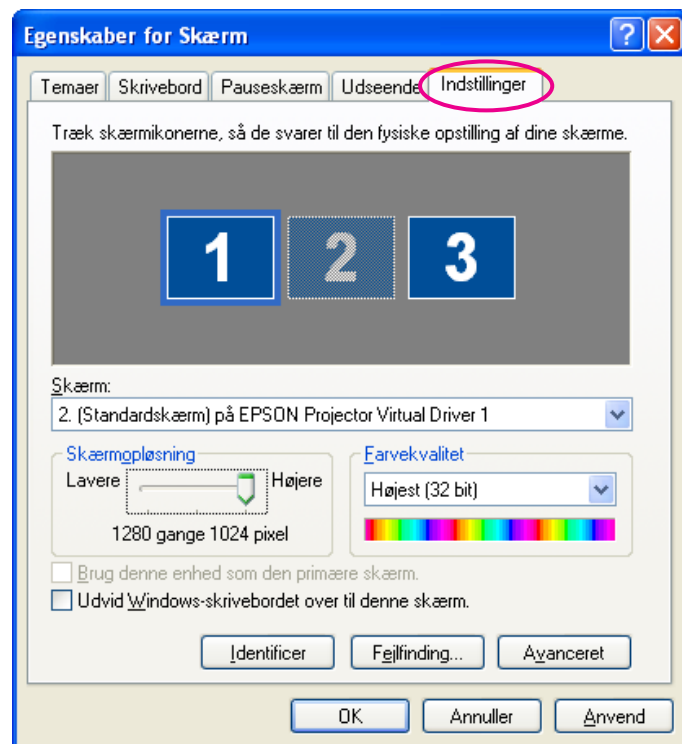 Egenskaber for Skærm
Temaer Skrivebord Pauseskærm Udseende Indstillinger
Træk skærmikonerne, så de svarer til den fysiske opstilling af dine skærme.
1 2 3
Skærm:
2. (Standardskærm) på EPSON Projector Virtual Driver 1
Skærmopløsning
Lavere Højere
1280 gange 1024 pixel
Farvekvalitet
Højest (32 bit)
Brug denne enhed som den primære skærm.
Udvid Windows-skrivebordet over til denne skærm.
Identificer Fejlfinding... Avanceret
OK Annuller Anvend